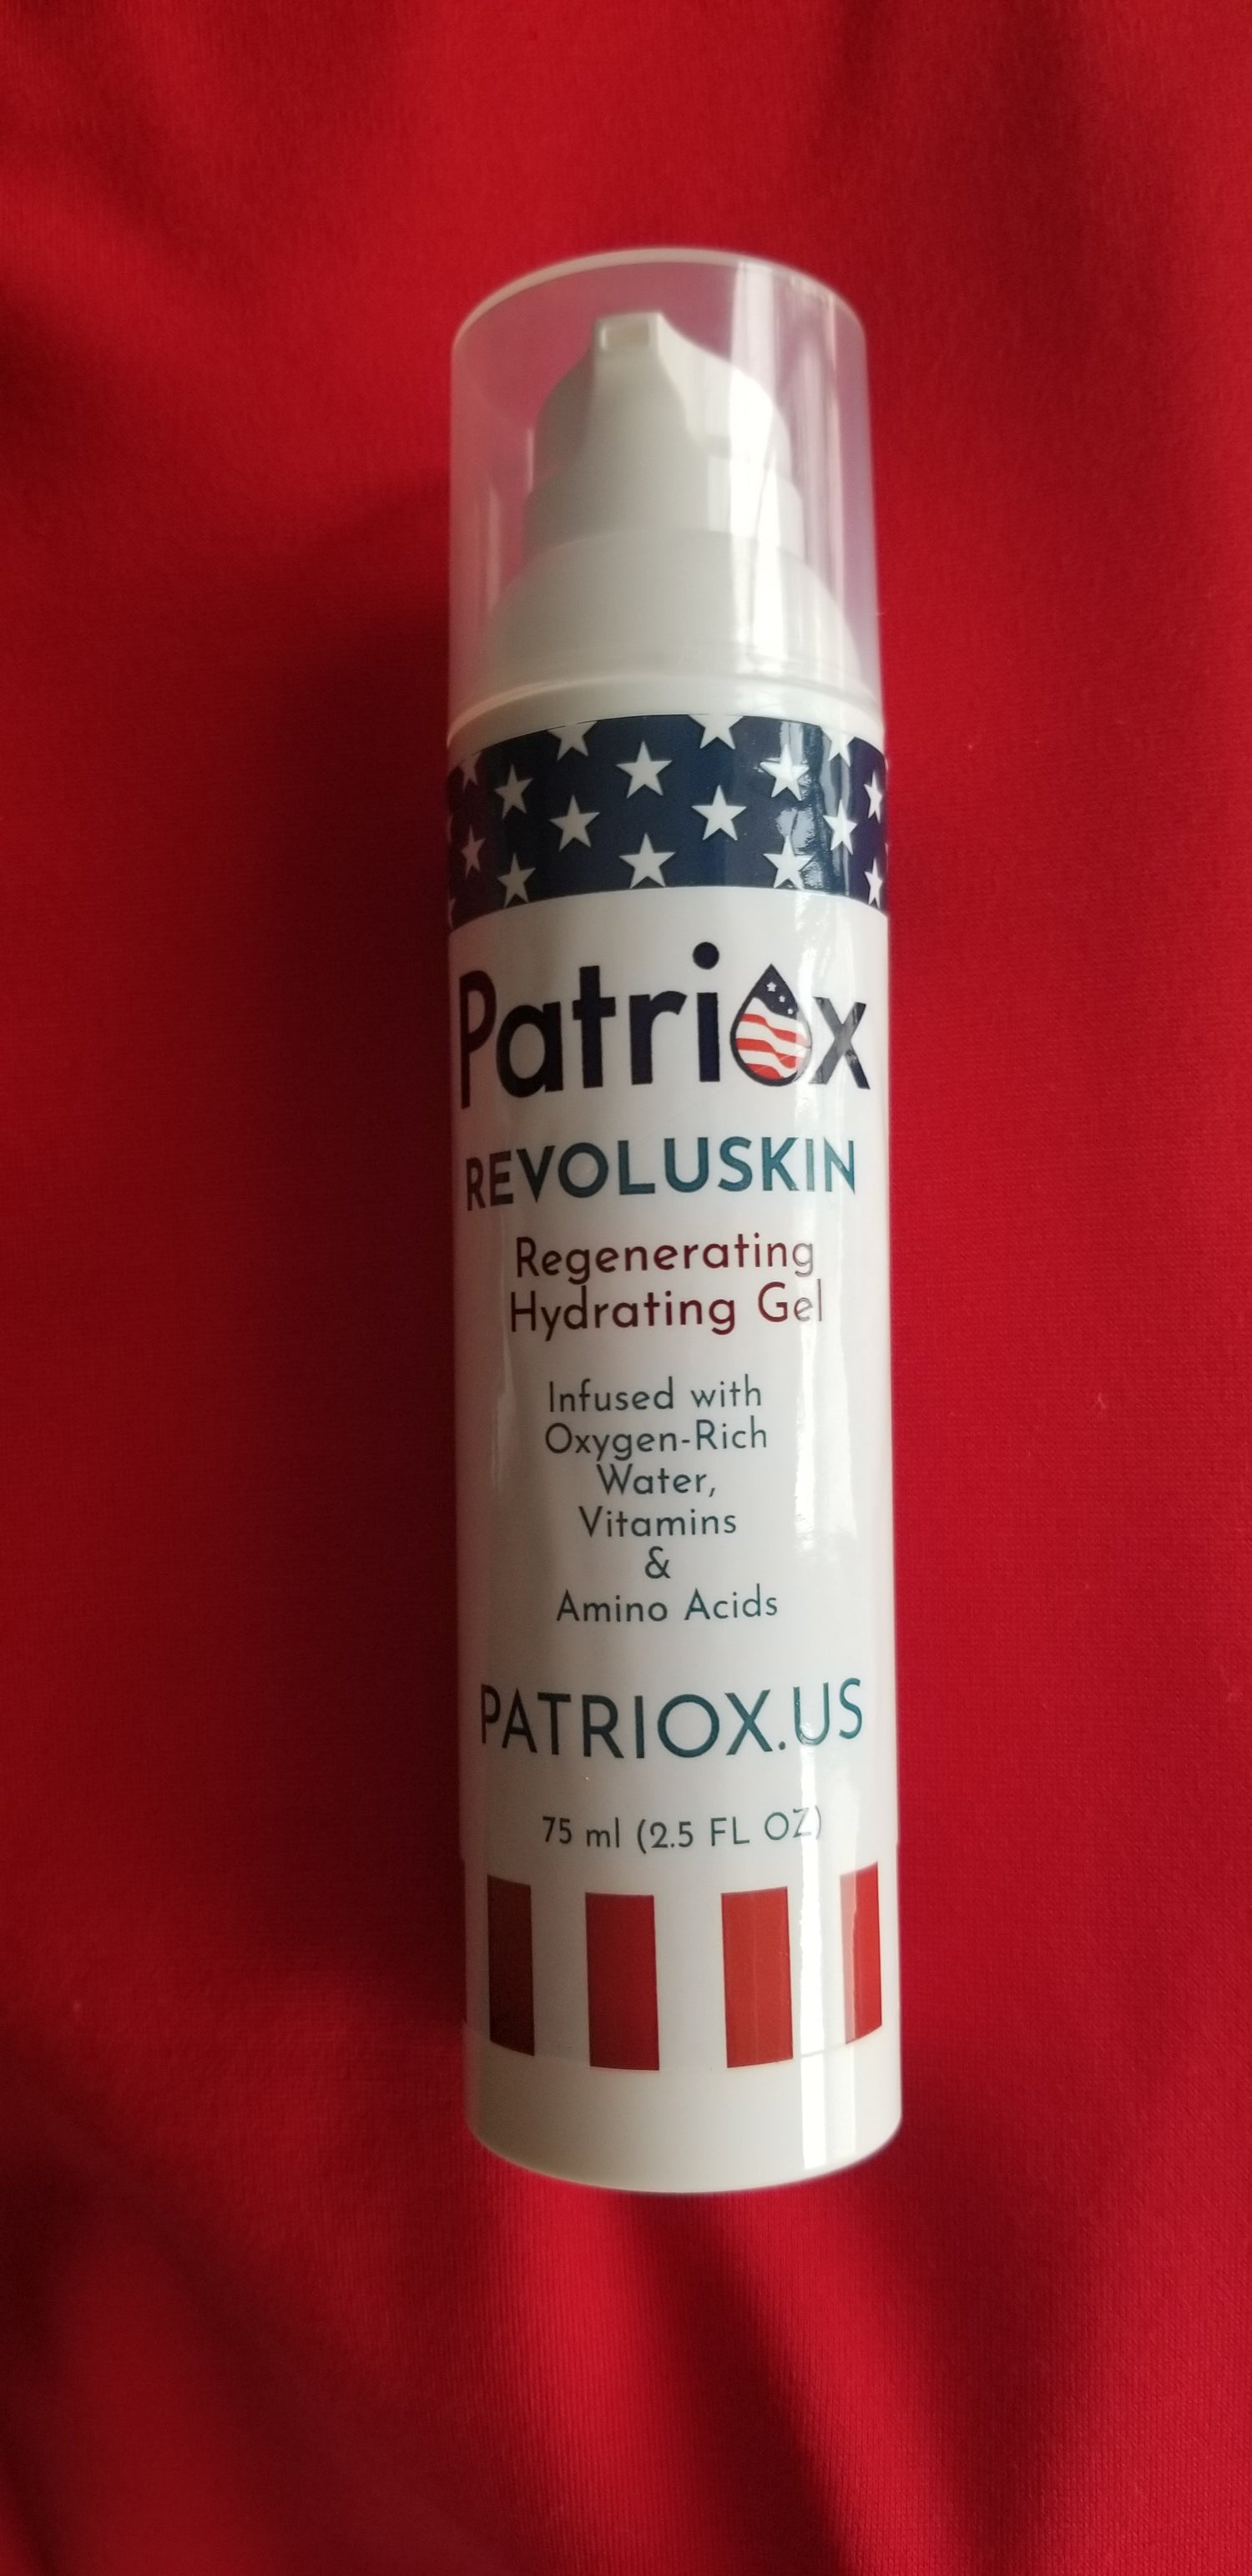 Patriox
REVOLUSKIN
Regenerating
Hydrating Gel
Infused with
Oxygen-Rich
Water,
Vitamins
&
Amino Acids
PATRIOX.US
75 ml (2.5 FL OZ)